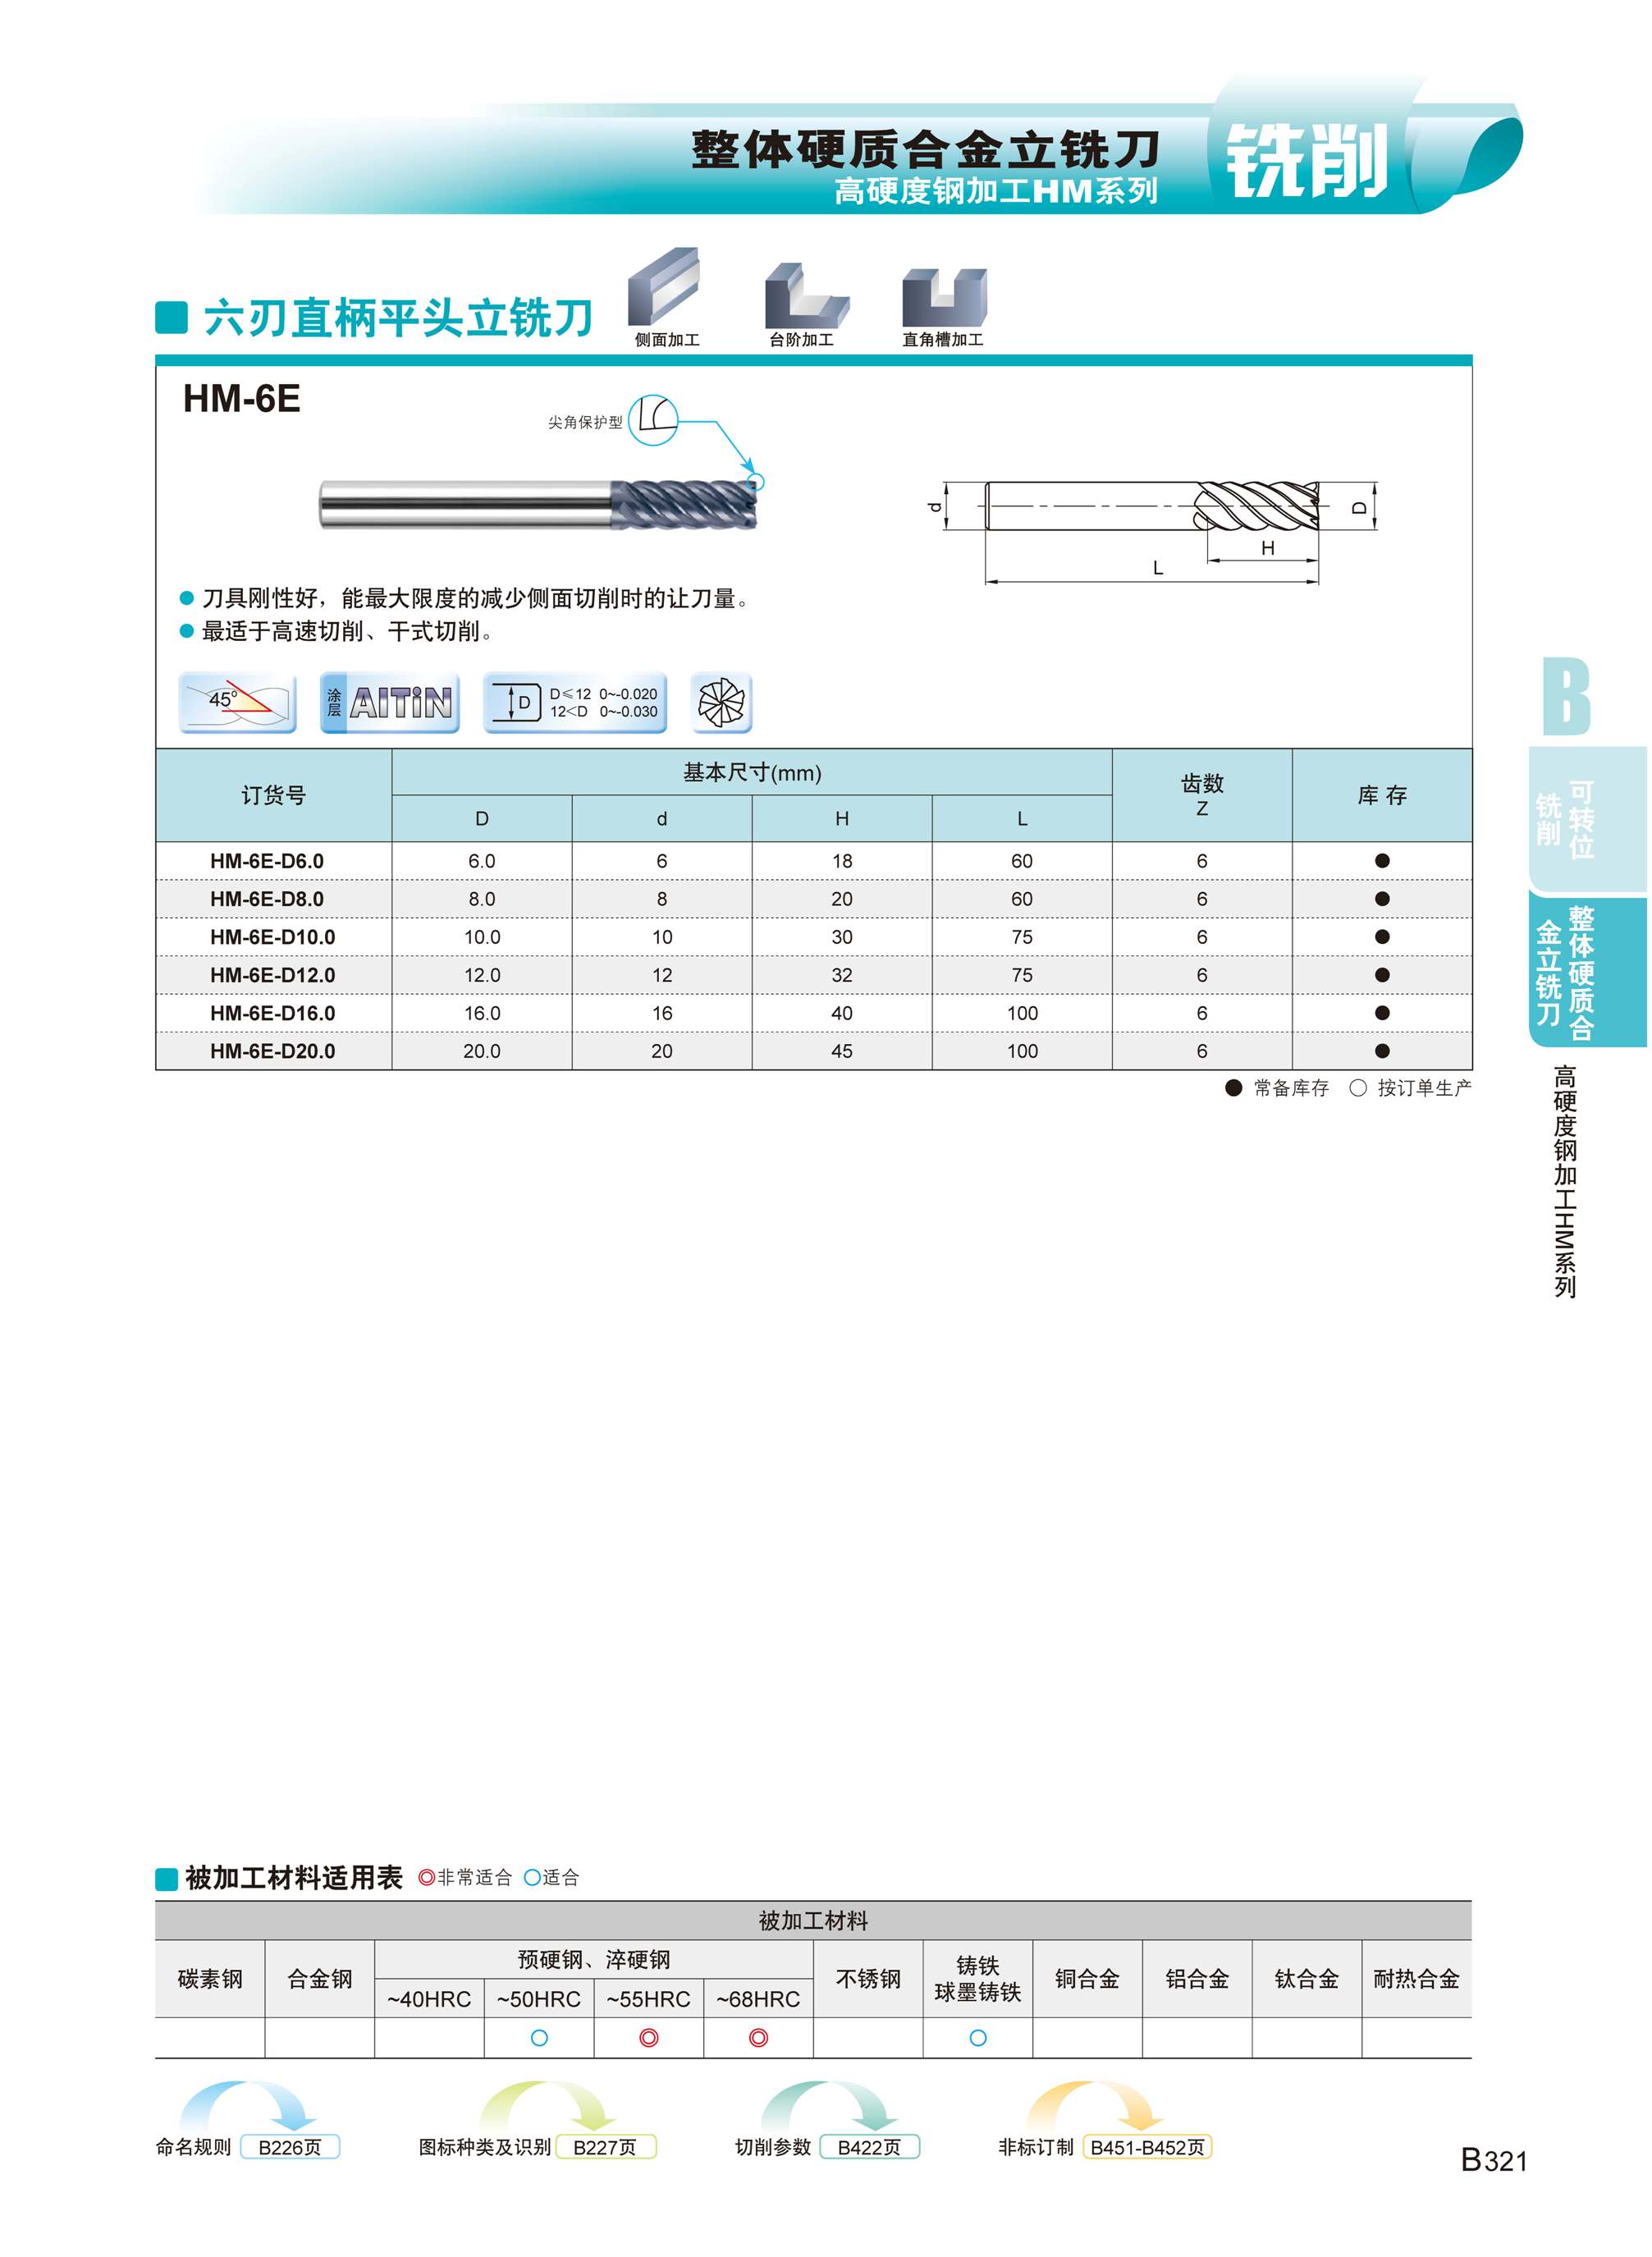 整体硬质合金立铣刀
高硬度钢加工HM系列
铣削
六刃直柄平头立铣刀
侧面加工
台阶加工
直角槽加工
HM-6E
尖角保护型
d
D
H
L
刀具刚性好，能最大限度的减少侧面切削时的让刀量。
最适于高速切削、干式切削。
45°
涂层 AlTiN
D
D≤12 0~-0.020
12<D 0~-0.030
订货号 基本尺寸(mm) 齿数 Z 库 存
D d H L
HM-6E-D6.0 6.0 6 18 60 6 ●
HM-6E-D8.0 8.0 8 20 60 6 ●
HM-6E-D10.0 10.0 10 30 75 6 ●
HM-6E-D12.0 12.0 12 32 75 6 ●
HM-6E-D16.0 16.0 16 40 100 6 ●
HM-6E-D20.0 20.0 20 45 100 6 ●
● 常备库存 ○ 按订单生产
B
可转位
铣削
整体硬质合
金立铣刀
高硬度钢加工HM系列
被加工材料适用表 ◎非常适合 ○适合
被加工材料
碳素钢 合金钢 预硬钢、淬硬钢 不锈钢 铸铁 球墨铸铁 铜合金 铝合金 钛合金 耐热合金
~40HRC ~50HRC ~55HRC ~68HRC
○ ◎ ◎ ○
命名规则 B226页
图标种类及识别 B227页
切削参数 B422页
非标订制 B451-B452页
B321